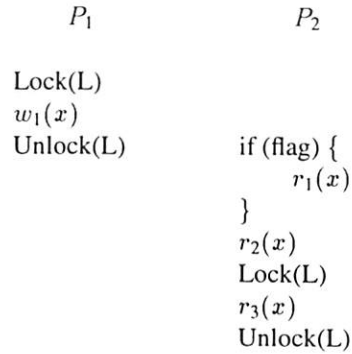 P₁ P₂
Lock(L)
w₁(x)
Unlock(L) if (flag) {
r₁(x)
}
r₂(x)
Lock(L)
r₃(x)
Unlock(L)